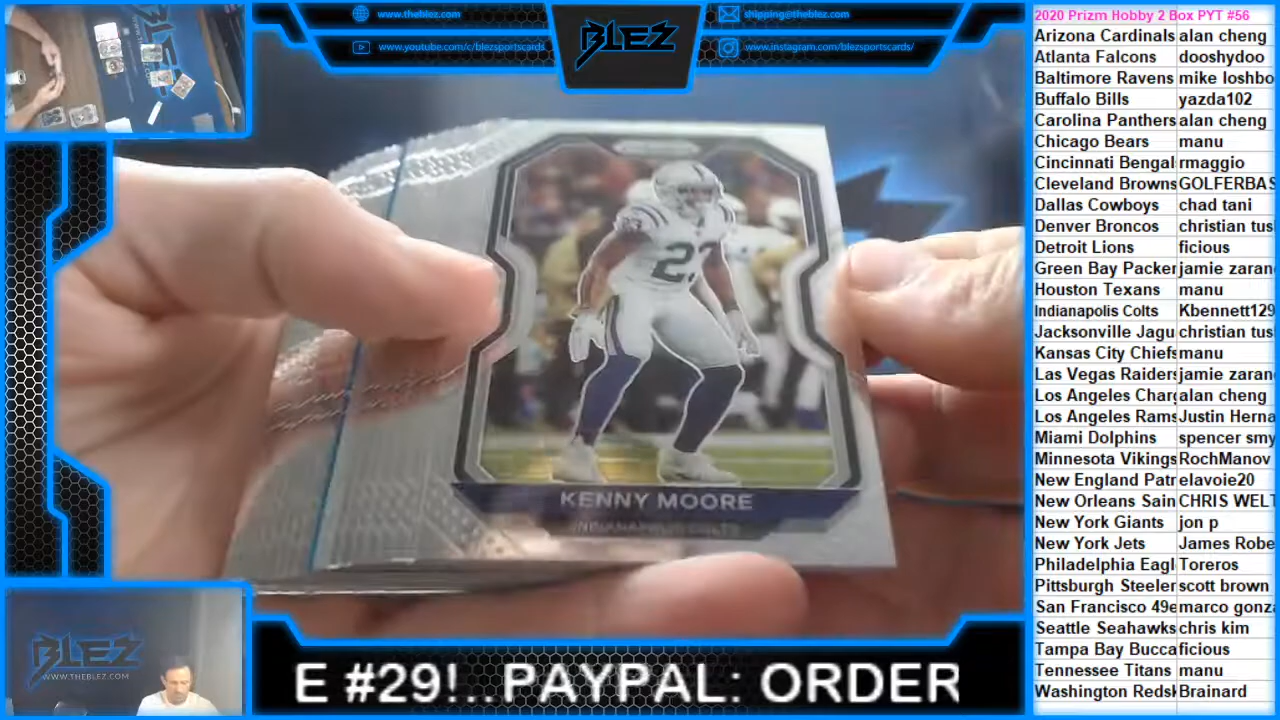 www.theblez.com
shipping@theblez.com
www.youtube.com/c/blezsportscards
www.instagram.com/blezsportscards/
BLEZ
2020 Prizm Hobby 2 Box PYT #56
Arizona Cardinals alan cheng
Atlanta Falcons dooshydoo
Baltimore Ravens mike loshbo
Buffalo Bills yazda102
Carolina Panthers alan cheng
Chicago Bears manu
Cincinnati Bengal rmaggio
Cleveland Browns GOLFERBAS
Dallas Cowboys chad tani
Denver Broncos christian tus
Detroit Lions ficious
Green Bay Packer jamie zaran
Houston Texans manu
Indianapolis Colts Kbennett129
Jacksonville Jagu christian tus
Kansas City Chiefs manu
Las Vegas Raiders jamie zaran
Los Angeles Charg alan cheng
Los Angeles Rams Justin Herna
Miami Dolphins spencer smy
Minnesota Vikings RochManov
New England Patr elavoie20
New Orleans Sain CHRIS WELT
New York Giants jon p
New York Jets James Robe
Philadelphia Eagl Toreros
Pittsburgh Steeler scott brown
San Francisco 49e marco gonza
Seattle Seahawks chris kim
Tampa Bay Bucca ficious
Tennessee Titans manu
Washington Redsk Brainard
23
KENNY MOORE
INDIANAPOLIS COLTS
BLEZ
WWW.THEBLEZ.COM
E #29!..PAYPAL: ORDER